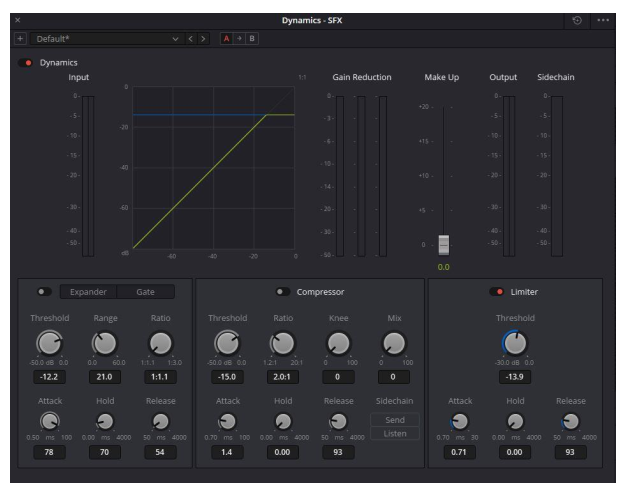 × Dynamics - SFX •••
+ Default* < > A → B
Dynamics
Input 1:1 Gain Reduction Make Up Output Sidechain
0 0 0 +20 0 0
-5 -20 -3 +15 -5 -5
-10 -6 -10 -10
-15 -40 -10 +10 -15 -15
-20 -14 -20 -20
-30 -60 -20 +5 -30 -30
-40 -30 -40 -40
-50 dB -60 -40 -20 0 -50 0 -50 -50
0.0
Expander Gate Compressor Limiter
Threshold Range Ratio Threshold Ratio Knee Mix Threshold
-50.0 dB 0.0 0.0 60.0 1:1.1 1:3.0 -50.0 dB 0.0 1.2:1 20:1 0 100 0 100 -30.0 dB 0.0
-12.2 21.0 1:1.1 -15.0 2.0:1 0 0 -13.9
Attack Hold Release Attack Hold Release Sidechain Attack Hold Release
Send
Listen
0.50 ms 100 0.00 ms 4000 50 ms 4000 0.70 ms 100 0.00 ms 4000 50 ms 4000 0.70 ms 30 0.00 ms 4000 50 ms 4000
78 70 54 1.4 0.00 93 0.71 0.00 93